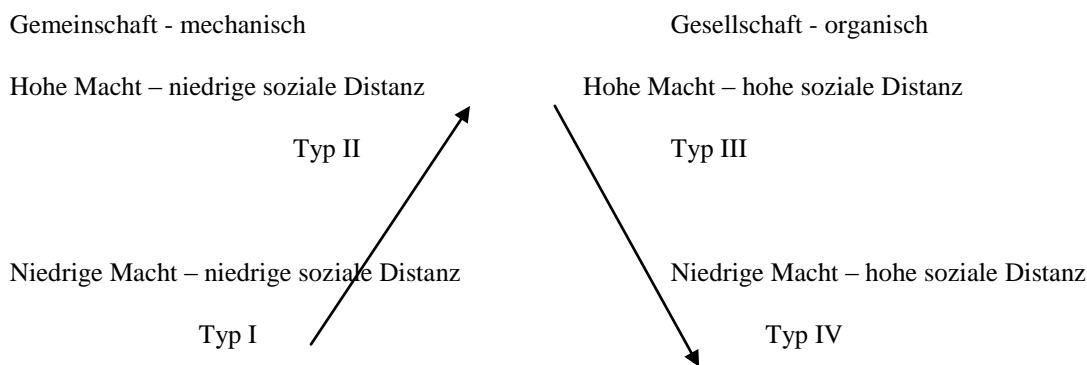 Gemeinschaft - mechanisch Gesellschaft - organisch
Hohe Macht – niedrige soziale Distanz Hohe Macht – hohe soziale Distanz
Typ II Typ III
Niedrige Macht – niedrige soziale Distanz Niedrige Macht – hohe soziale Distanz
Typ I Typ IV